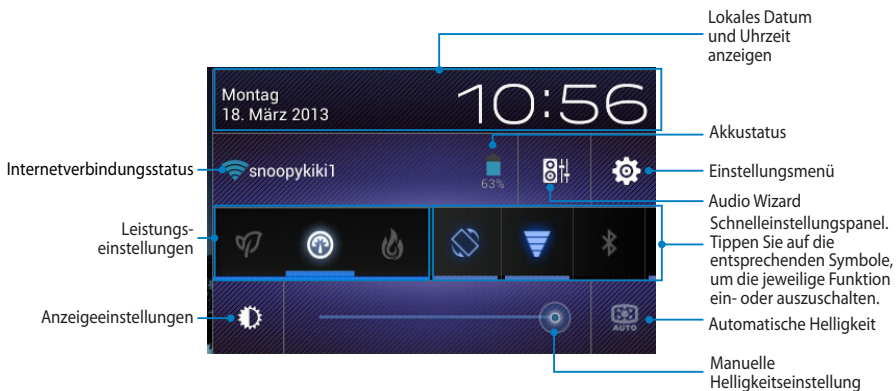 Lokales Datum
und Uhrzeit
anzeigen
Montag
18. März 2013
10:56
Akkustatus
Internetverbindungsstatus
snoopykiki1
63%
Einstellungsmenü
Audio Wizard
Leistungs-
einstellungen
Schnelleinstellungspanel.
Tippen Sie auf die
entsprechenden Symbole,
um die jeweilige Funktion
ein- oder auszuschalten.
Anzeigeeinstellungen
AUTO
Automatische Helligkeit
Manuelle
Helligkeitseinstellung